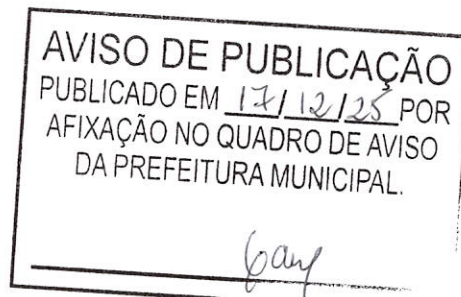 AVISO DE PUBLICAÇÃO
PUBLICADO EM 17/12/25 POR
AFIXAÇÃO NO QUADRO DE AVISO
DA PREFEITURA MUNICIPAL.